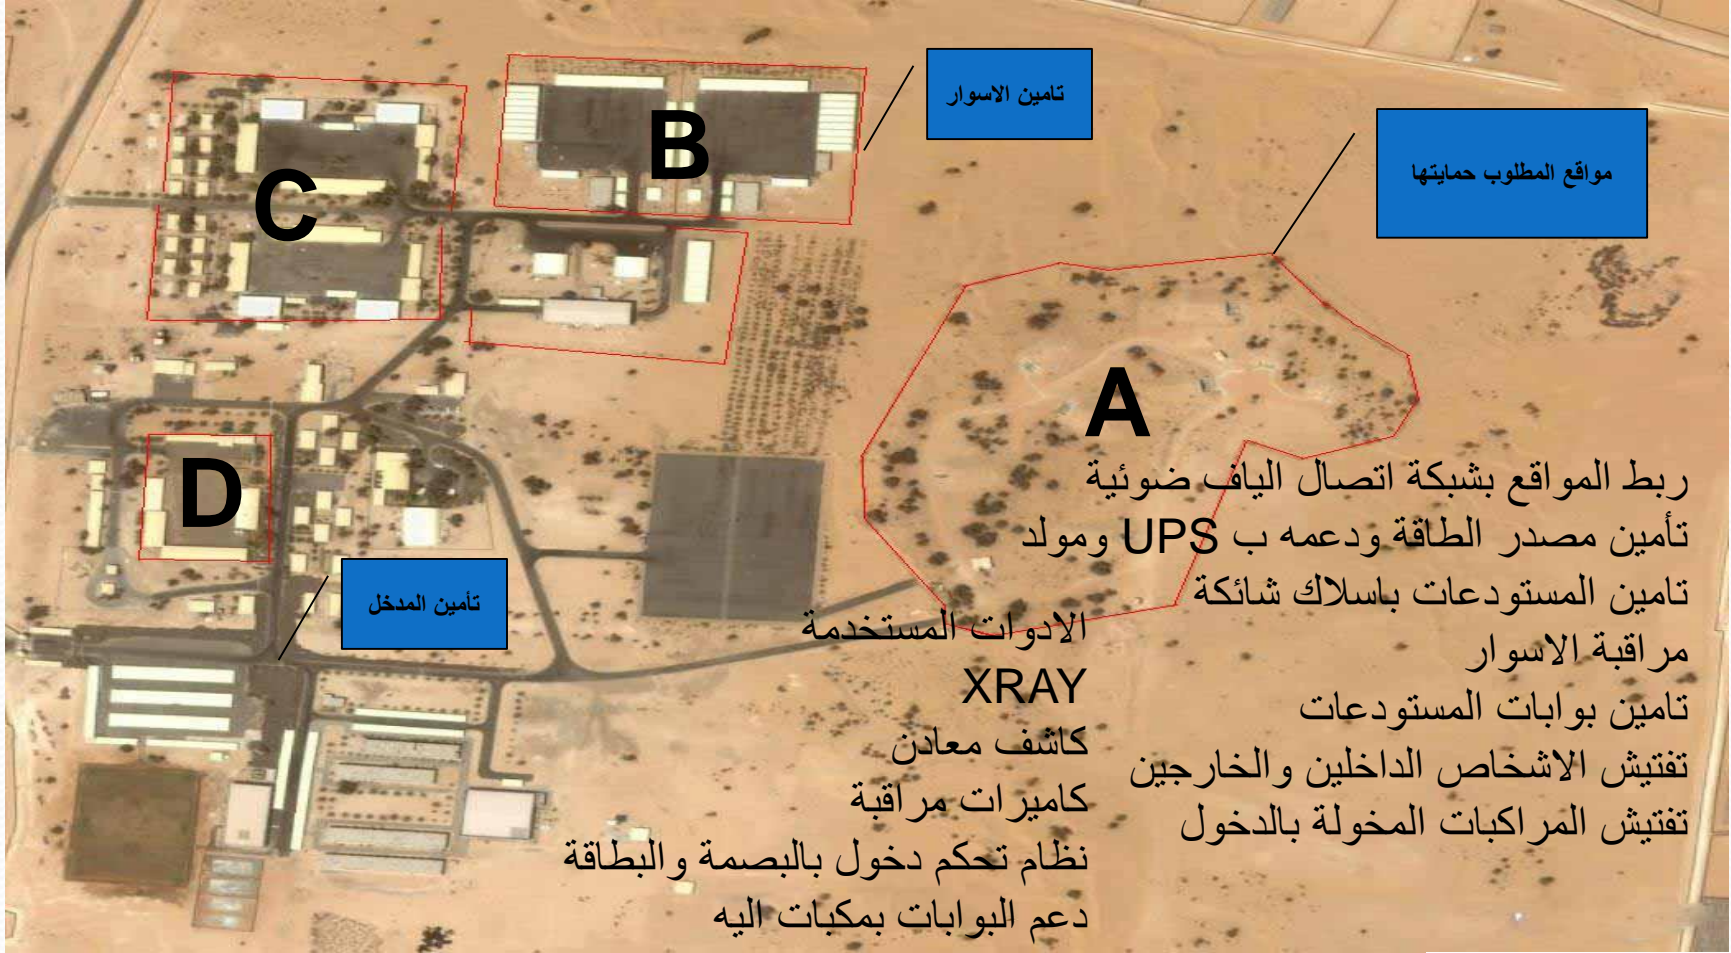 تامين الاسوار
مواقع المطلوب حمايتها
B
C
A
D
تأمين المدخل
ربط المواقع بشبكة اتصال الياف ضوئية
تأمين مصدر الطاقة ودعمه ب UPS ومولد
تامين المستودعات باسلاك شائكة
مراقبة الاسوار
تامين بوابات المستودعات
تفتيش الاشخاص الداخلين والخارجين
تفتيش المراكبات المخولة بالدخول
الادوات المستخدمة
XRAY
كاشف معادن
كاميرات مراقبة
نظام تحكم دخول بالبصمة والبطاقة
دعم البوابات بمكبات اليه